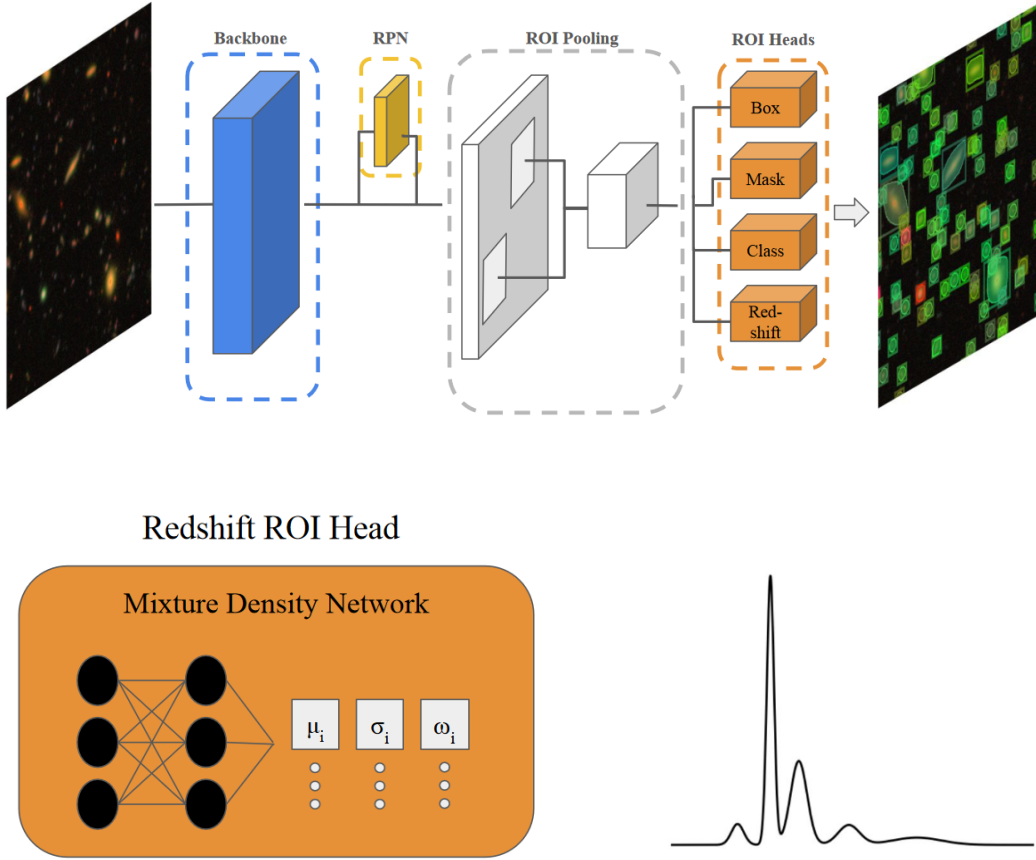 Backbone
RPN
ROI Pooling
ROI Heads
Box
Mask
Class
Red-
shift
Redshift ROI Head
Mixture Density Network
μi
σi
ωi